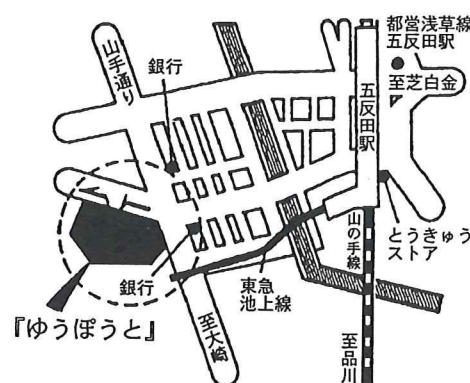 都営浅草線
五反田駅
至芝白金
山手通り
銀行
五反田駅
とうきゅう
ストア
山の手線
東急
池上線
銀行
『ゆうぽうと』
至大崎
至品川